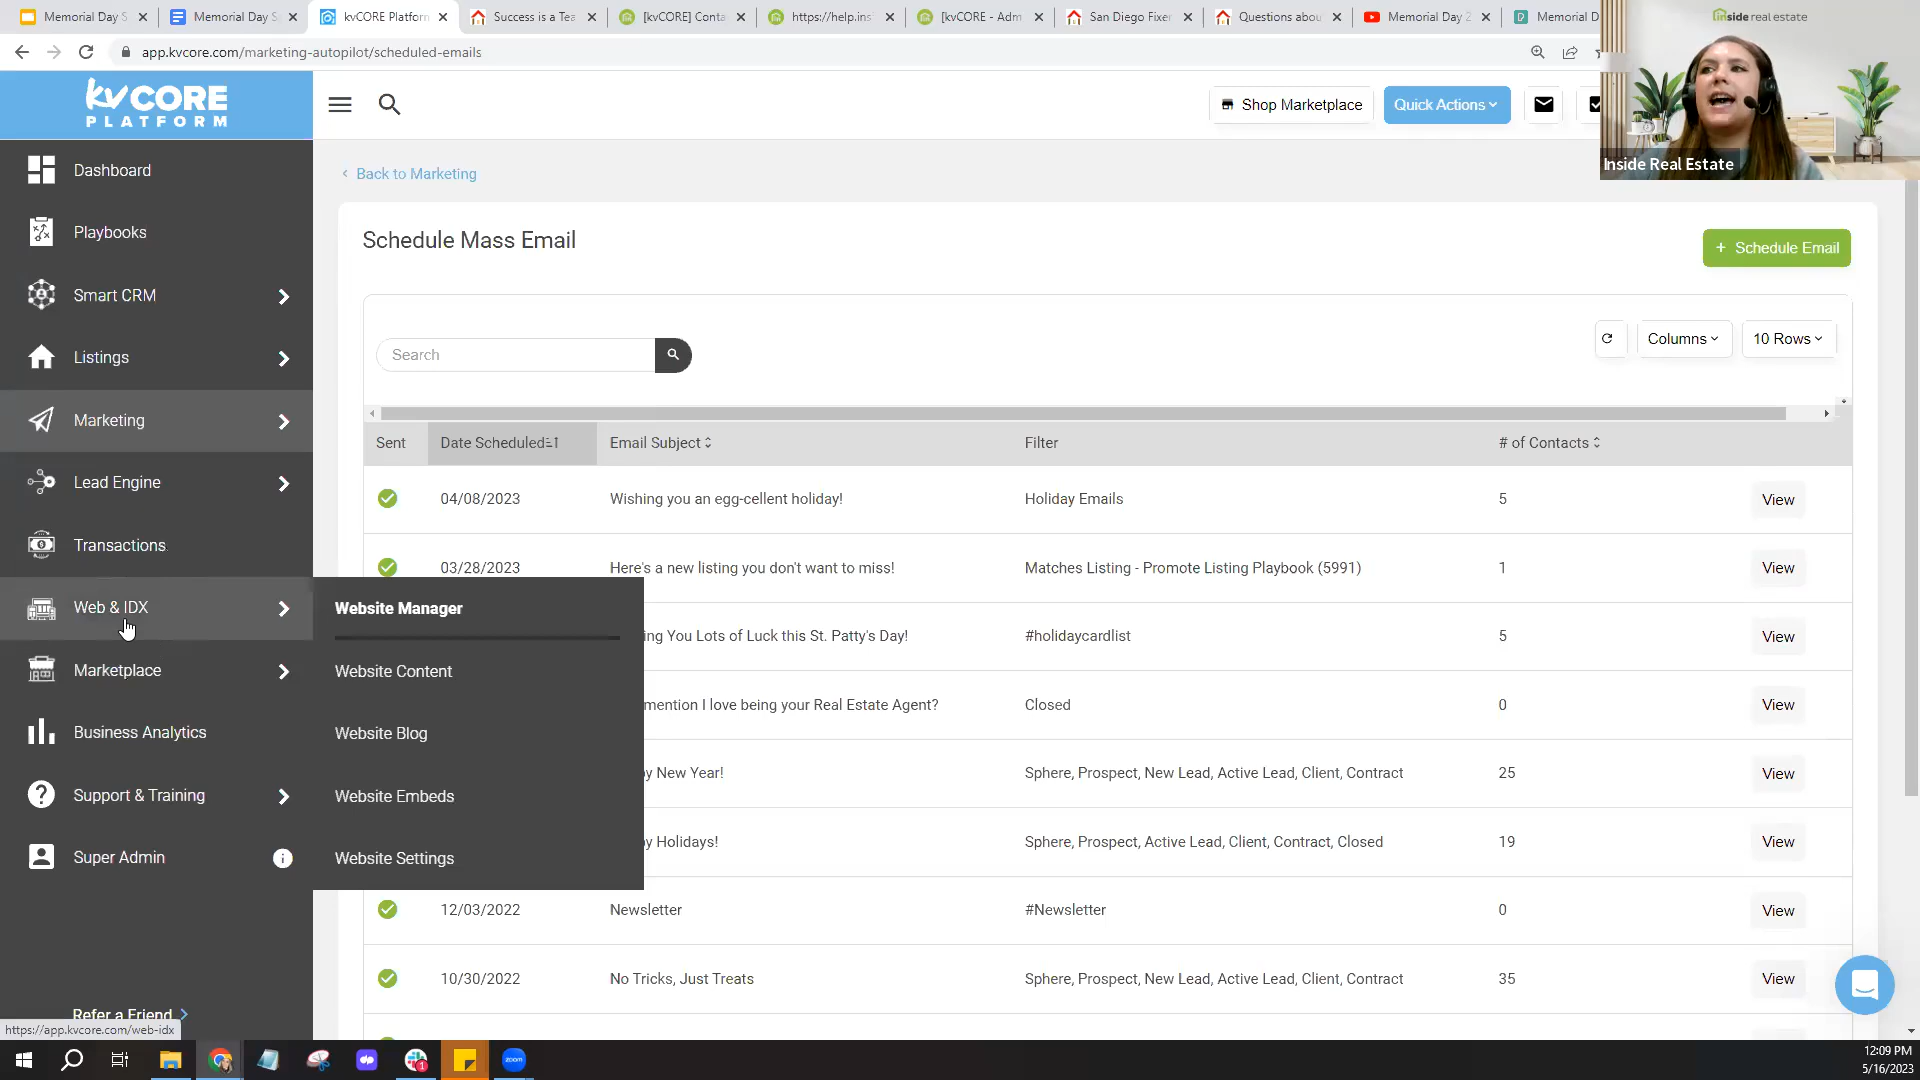 Memorial Day S
Memorial Day S
kvCORE Platform
Success is a Tea
[kvCORE] Conta
https://help.ins
[kvCORE - Adm
San Diego Fixer
Questions abou
Memorial Day 2
Memorial D
inside real estate
app.kvcore.com/marketing-autopilot/scheduled-emails
kvCORE
PLATFORM
Shop Marketplace
Quick Actions
Inside Real Estate
Dashboard
Playbooks
Smart CRM
Listings
Marketing
Lead Engine
Transactions
Web & IDX
Marketplace
Business Analytics
Support & Training
Super Admin
Refer a Friend
https://app.kvcore.com/web-idx
Website Manager
Website Content
Website Blog
Website Embeds
Website Settings
Back to Marketing
Schedule Mass Email
+ Schedule Email
Search
Columns
10 Rows
Sent Date Scheduled Email Subject Filter # of Contacts
04/08/2023 Wishing you an egg-cellent holiday! Holiday Emails 5 View
03/28/2023 Here's a new listing you don't want to miss! Matches Listing - Promote Listing Playbook (5991) 1 View
ing You Lots of Luck this St. Patty's Day! #holidaycardlist 5 View
mention I love being your Real Estate Agent? Closed 0 View
y New Year! Sphere, Prospect, New Lead, Active Lead, Client, Contract 25 View
y Holidays! Sphere, Prospect, Active Lead, Client, Contract, Closed 19 View
12/03/2022 Newsletter #Newsletter 0 View
10/30/2022 No Tricks, Just Treats Sphere, Prospect, New Lead, Active Lead, Client, Contract 35 View
zoom
1
12:09 PM
5/16/2023